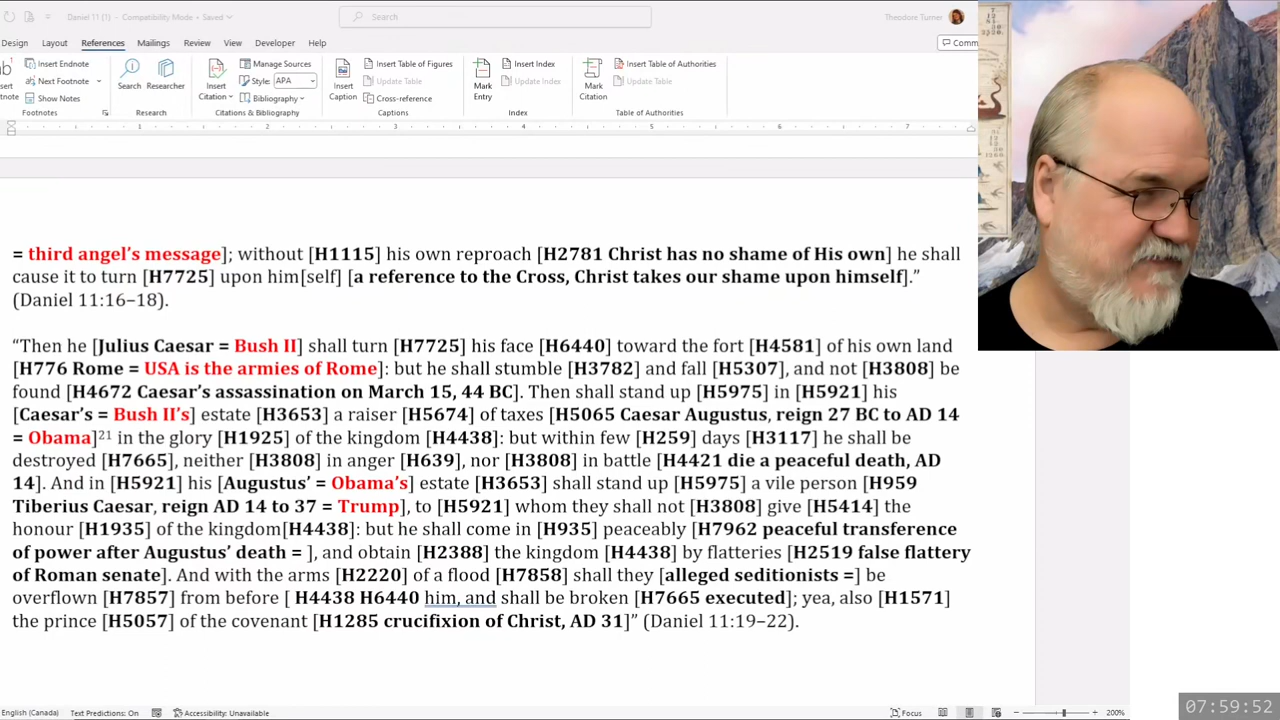 Daniel 11 (1) - Compatibility Mode • Saved
Search
Theodore Turner
Design Layout References Mailings Review View Developer Help
Comm
Insert Endnote
Next Footnote
Show Notes
Footnotes
Search
Researcher
Research
Insert Citation
Manage Sources
Style: APA
Bibliography
Citations & Bibliography
Insert Caption
Insert Table of Figures
Update Table
Cross-reference
Captions
Mark Entry
Insert Index
Update Index
Index
Mark Citation
Insert Table of Authorities
Update Table
Table of Authorities
1 2 3 4 5 6 7
= third angel’s message]; without [H1115] his own reproach [H2781 Christ has no shame of His own] he shall
cause it to turn [H7725] upon him[self] [a reference to the Cross, Christ takes our shame upon himself].”
(Daniel 11:16–18).
“Then he [Julius Caesar = Bush II] shall turn [H7725] his face [H6440] toward the fort [H4581] of his own land
[H776 Rome = USA is the armies of Rome]: but he shall stumble [H3782] and fall [H5307], and not [H3808] be
found [H4672 Caesar’s assassination on March 15, 44 BC]. Then shall stand up [H5975] in [H5921] his
[Caesar’s = Bush II’s] estate [H3653] a raiser [H5674] of taxes [H5065 Caesar Augustus, reign 27 BC to AD 14
= Obama]21 in the glory [H1925] of the kingdom [H4438]: but within few [H259] days [H3117] he shall be
destroyed [H7665], neither [H3808] in anger [H639], nor [H3808] in battle [H4421 die a peaceful death, AD
14]. And in [H5921] his [Augustus’ = Obama’s] estate [H3653] shall stand up [H5975] a vile person [H959
Tiberius Caesar, reign AD 14 to 37 = Trump], to [H5921] whom they shall not [H3808] give [H5414] the
honour [H1935] of the kingdom[H4438]: but he shall come in [H935] peaceably [H7962 peaceful transference
of power after Augustus’ death = ], and obtain [H2388] the kingdom [H4438] by flatteries [H2519 false flattery
of Roman senate]. And with the arms [H2220] of a flood [H7858] shall they [alleged seditionists =] be
overflown [H7857] from before [ H4438 H6440 him, and shall be broken [H7665 executed]; yea, also [H1571]
the prince [H5057] of the covenant [H1285 crucifixion of Christ, AD 31]” (Daniel 11:19–22).
English (Canada) Text Predictions: On Accessibility: Unavailable Focus 200%
07:59:52